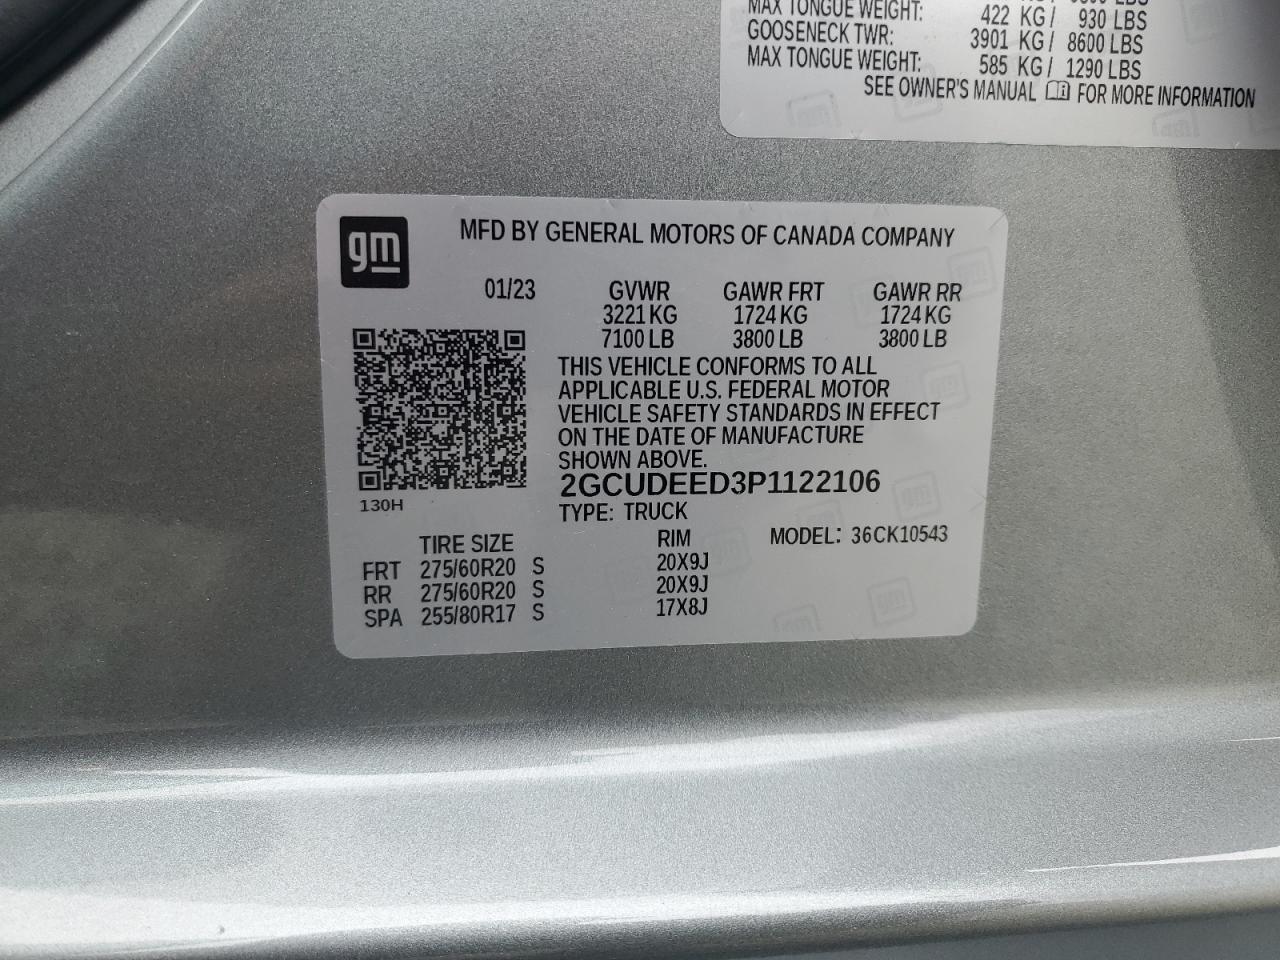 MAX TONGUE WEIGHT: 422 KG/ 930 LBS
GOOSENECK TWR: 3901 KG/ 8600 LBS
MAX TONGUE WEIGHT: 585 KG/ 1290 LBS
SEE OWNER'S MANUAL FOR MORE INFORMATION
gm
MFD BY GENERAL MOTORS OF CANADA COMPANY
01/23 GVWR GAWR FRT GAWR RR
3221 KG 1724 KG 1724 KG
7100 LB 3800 LB 3800 LB
THIS VEHICLE CONFORMS TO ALL
APPLICABLE U.S. FEDERAL MOTOR
VEHICLE SAFETY STANDARDS IN EFFECT
ON THE DATE OF MANUFACTURE
SHOWN ABOVE.
2GCUDEED3P1122106
130H
TYPE: TRUCK
TIRE SIZE RIM MODEL: 36CK10543
FRT 275/60R20 S 20X9J
RR 275/60R20 S 20X9J
SPA 255/80R17 S 17X8J